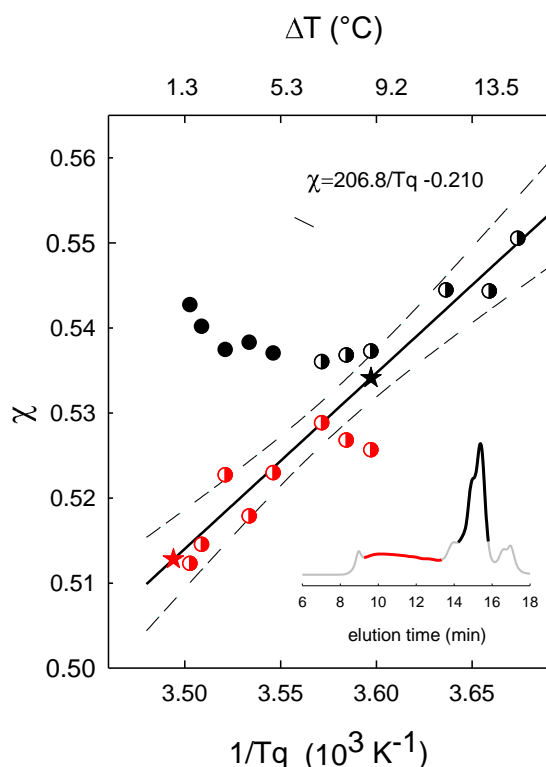 ΔT (°C)
1.3 5.3 9.2 13.5
0.56
χ=206.8/Tq -0.210
0.55
0.54
0.53
χ
0.52
0.51
6 8 10 12 14 16 18
elution time (min)
0.50
3.50 3.55 3.60 3.65
1/Tq (10³ K⁻¹)